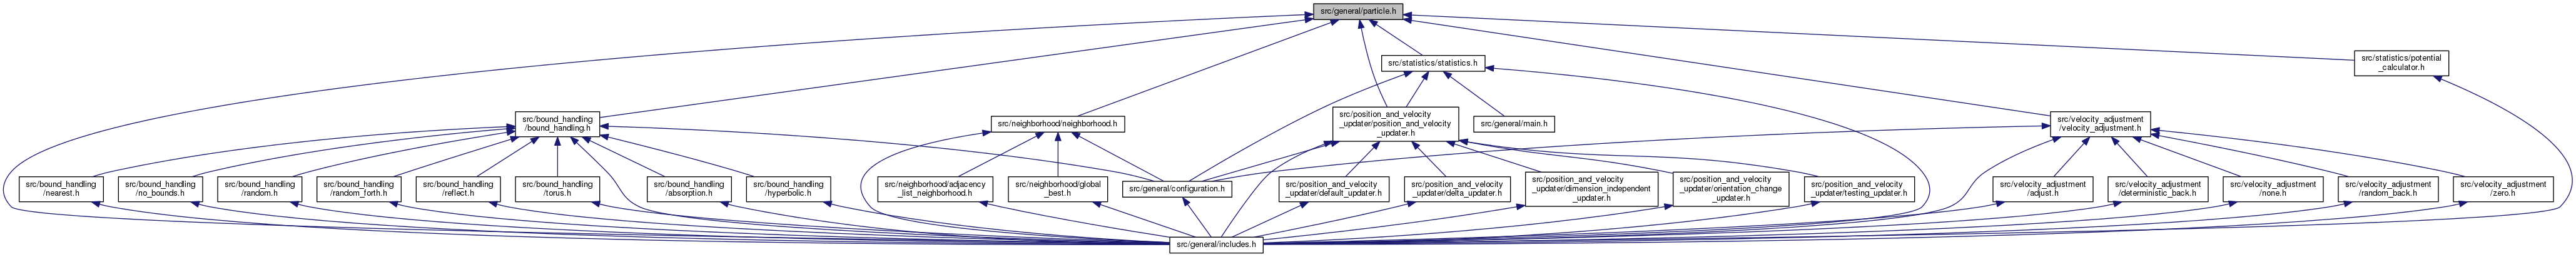 src/general/particle.h
src/statistics/statistics.h
src/statistics/potential
_calculator.h
src/bound_handling
/bound_handling.h
src/neighborhood/neighborhood.h
src/position_and_velocity
_updater/position_and_velocity
_updater.h
src/general/main.h
src/velocity_adjustment
/velocity_adjustment.h
src/bound_handling
/nearest.h
src/bound_handling
/no_bounds.h
src/bound_handling
/random.h
src/bound_handling
/random_forth.h
src/bound_handling
/reflect.h
src/bound_handling
/torus.h
src/bound_handling
/absorption.h
src/bound_handling
/hyperbolic.h
src/neighborhood/adjacency
_list_neighborhood.h
src/neighborhood/global
_best.h
src/general/configuration.h
src/position_and_velocity
_updater/default_updater.h
src/position_and_velocity
_updater/delta_updater.h
src/position_and_velocity
_updater/dimension_independent
_updater.h
src/position_and_velocity
_updater/orientation_change
_updater.h
src/position_and_velocity
_updater/testing_updater.h
src/velocity_adjustment
/adjust.h
src/velocity_adjustment
/deterministic_back.h
src/velocity_adjustment
/none.h
src/velocity_adjustment
/random_back.h
src/velocity_adjustment
/zero.h
src/general/includes.h